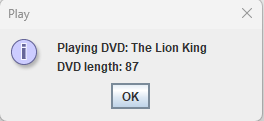 Play
Playing DVD: The Lion King
DVD length: 87
OK